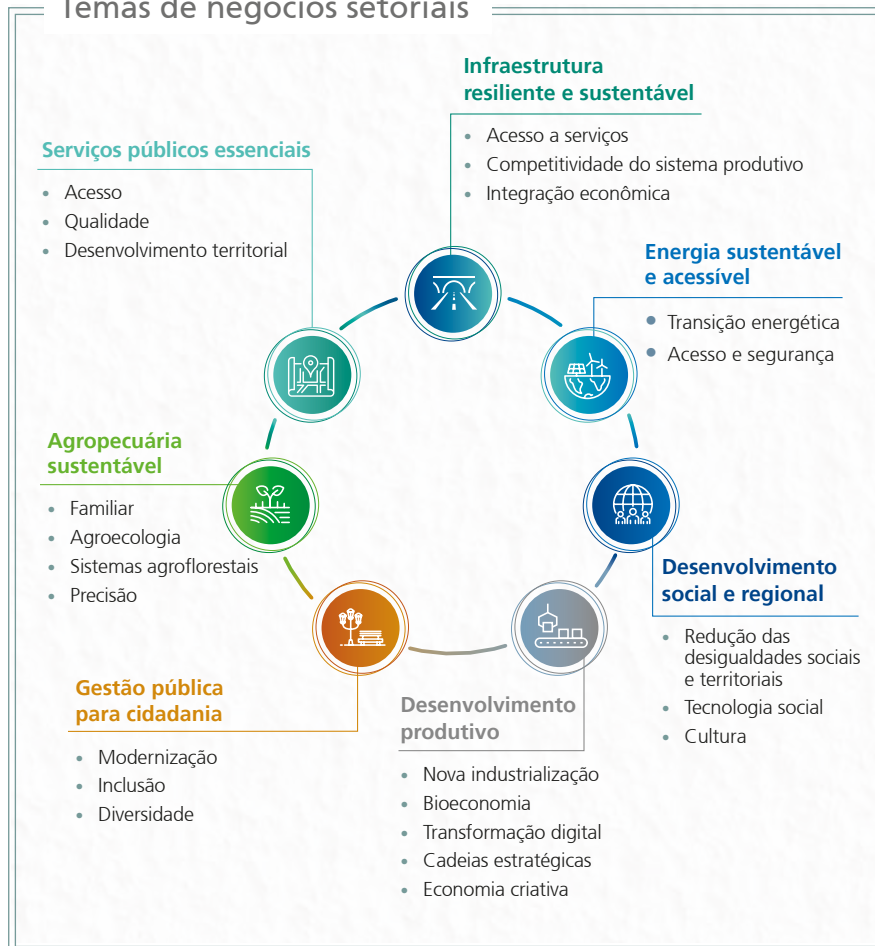 Temas de negócios setoriais
Infraestrutura
resiliente e sustentável
• Acesso a serviços
• Competitividade do sistema produtivo
• Integração econômica
Serviços públicos essenciais
• Acesso
• Qualidade
• Desenvolvimento territorial
Energia sustentável
e acessível
• Transição energética
• Acesso e segurança
Agropecuária
sustentável
• Familiar
• Agroecologia
• Sistemas agroflorestais
• Precisão
Desenvolvimento
social e regional
• Redução das
desigualdades sociais
e territoriais
• Tecnologia social
• Cultura
Gestão pública
para cidadania
• Modernização
• Inclusão
• Diversidade
Desenvolvimento
produtivo
• Nova industrialização
• Bioeconomia
• Transformação digital
• Cadeias estratégicas
• Economia criativa